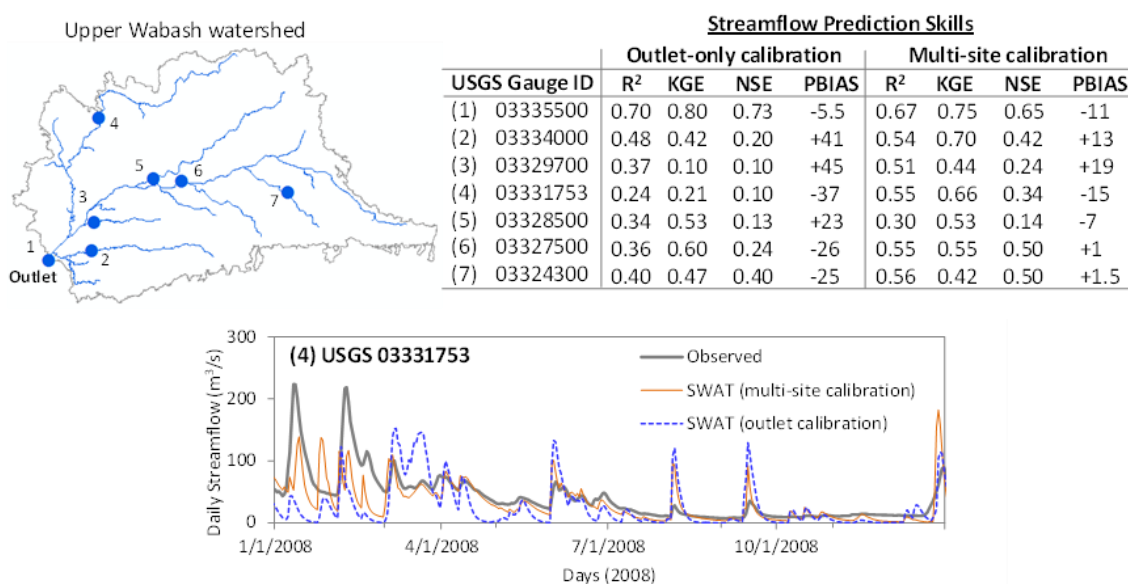 Upper Wabash watershed
4
5
6
7
3
1
2
Outlet
Streamflow Prediction Skills
Outlet-only calibration Multi-site calibration
USGS Gauge ID R² KGE NSE PBIAS R² KGE NSE PBIAS
(1) 03335500 0.70 0.80 0.73 -5.5 0.67 0.75 0.65 -11
(2) 03334000 0.48 0.42 0.20 +41 0.54 0.70 0.42 +13
(3) 03329700 0.37 0.10 0.10 +45 0.51 0.44 0.24 +19
(4) 03331753 0.24 0.21 0.10 -37 0.55 0.66 0.34 -15
(5) 03328500 0.34 0.53 0.13 +23 0.30 0.53 0.14 -7
(6) 03327500 0.36 0.60 0.24 -26 0.55 0.55 0.50 +1
(7) 03324300 0.40 0.47 0.40 -25 0.56 0.42 0.50 +1.5
(4) USGS 03331753
Observed
SWAT (multi-site calibration)
SWAT (outlet calibration)
Daily Streamflow (m³/s)
300
200
100
0
1/1/2008 4/1/2008 7/1/2008 10/1/2008
Days (2008)